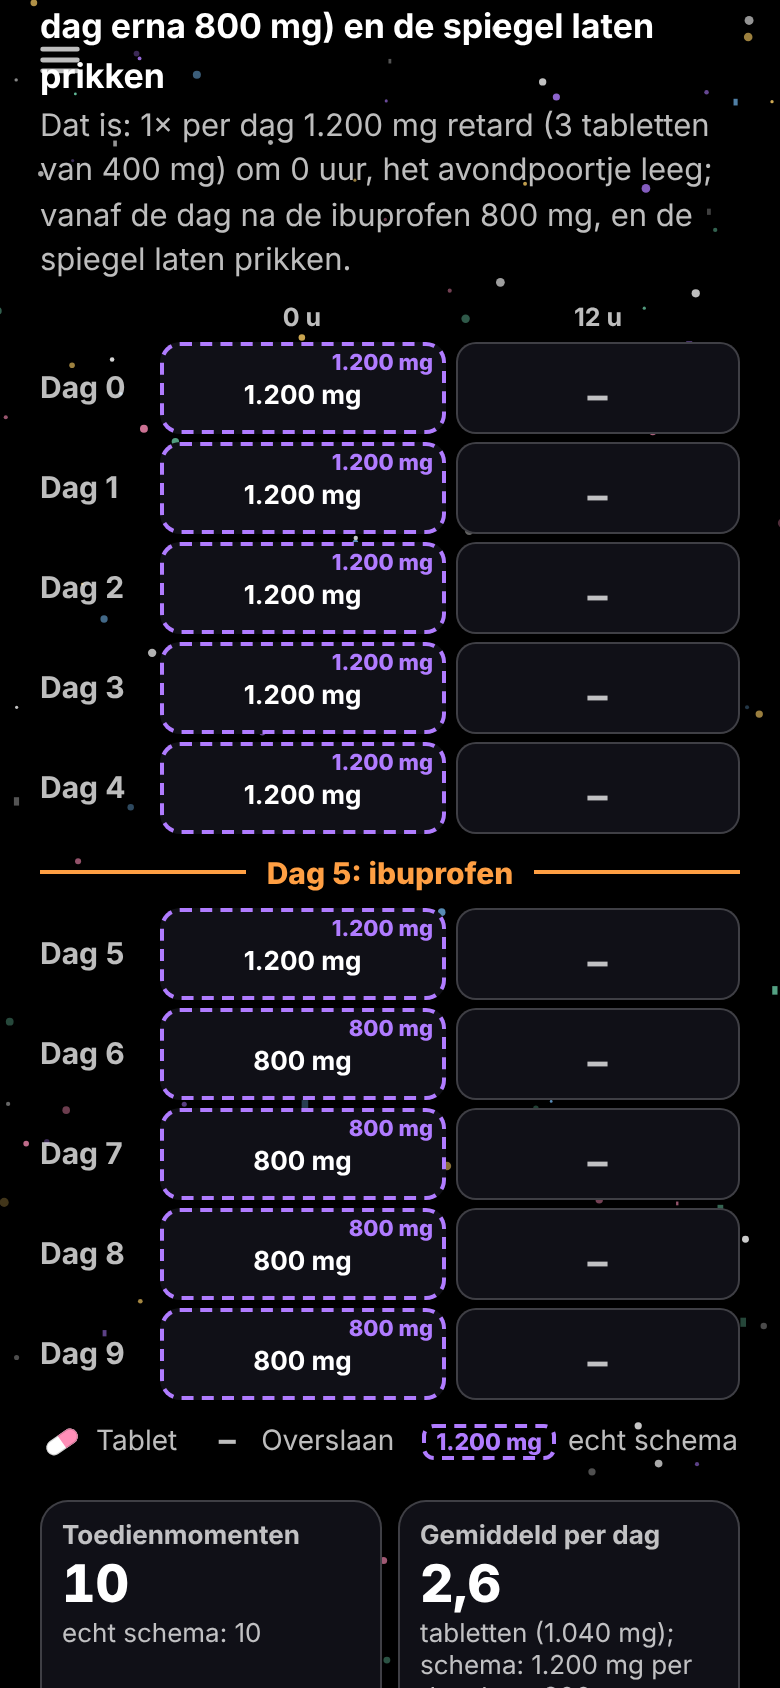 dag erna 800 mg) en de spiegel laten
prikken
Dat is: 1× per dag 1.200 mg retard (3 tabletten
van 400 mg) om 0 uur, het avondpoortje leeg;
vanaf de dag na de ibuprofen 800 mg, en de
spiegel laten prikken.
0 u 12 u
1.200 mg
Dag 0 1.200 mg –
1.200 mg
Dag 1 1.200 mg –
1.200 mg
Dag 2 1.200 mg –
1.200 mg
Dag 3 1.200 mg –
1.200 mg
Dag 4 1.200 mg –
Dag 5: ibuprofen
1.200 mg
Dag 5 1.200 mg –
800 mg
Dag 6 800 mg –
800 mg
Dag 7 800 mg –
800 mg
Dag 8 800 mg –
800 mg
Dag 9 800 mg –
Tablet – Overslaan 1.200 mg echt schema
Toedienmomenten
10
echt schema: 10
Gemiddeld per dag
2,6
tabletten (1.040 mg);
schema: 1.200 mg per